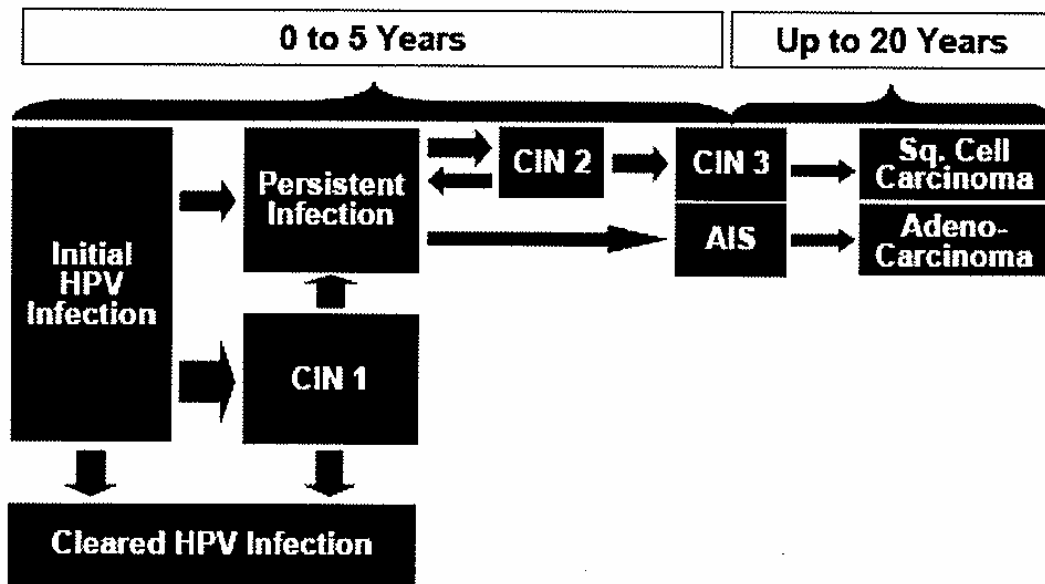 0 to 5 Years
Up to 20 Years
Initial
HPV
Infection
Persistent
Infection
CIN 2
CIN 3
Sq. Cell
Carcinoma
AIS
Adeno-
Carcinoma
CIN 1
Cleared HPV Infection